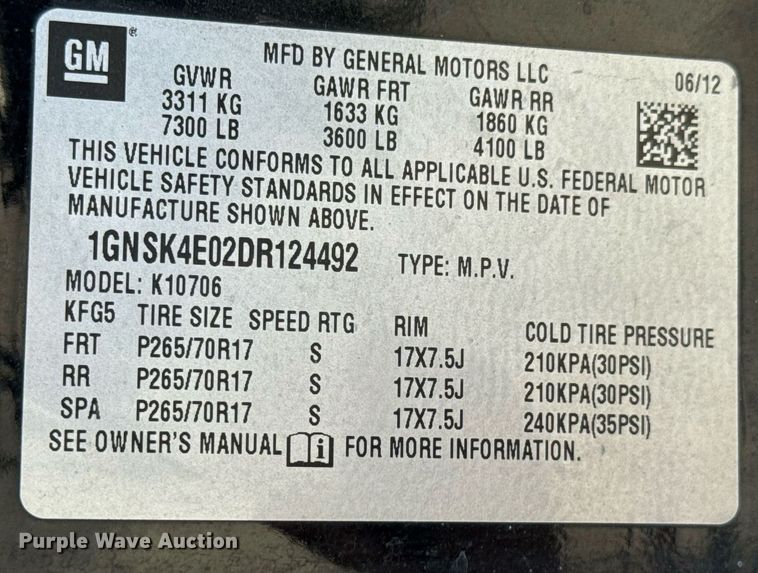 GM®
MFD BY GENERAL MOTORS LLC
06/12
GVWR GAWR FRT GAWR RR
3311 KG 1633 KG 1860 KG
7300 LB 3600 LB 4100 LB
THIS VEHICLE CONFORMS TO ALL APPLICABLE U.S. FEDERAL MOTOR
VEHICLE SAFETY STANDARDS IN EFFECT ON THE DATE OF
MANUFACTURE SHOWN ABOVE.
1GNSK4E02DR124492 TYPE: M.P.V.
MODEL: K10706
KFG5 TIRE SIZE SPEED RTG RIM COLD TIRE PRESSURE
FRT P265/70R17 S 17X7.5J 210KPA(30PSI)
RR P265/70R17 S 17X7.5J 210KPA(30PSI)
SPA P265/70R17 S 17X7.5J 240KPA(35PSI)
SEE OWNER'S MANUAL i FOR MORE INFORMATION.
Purple Wave Auction